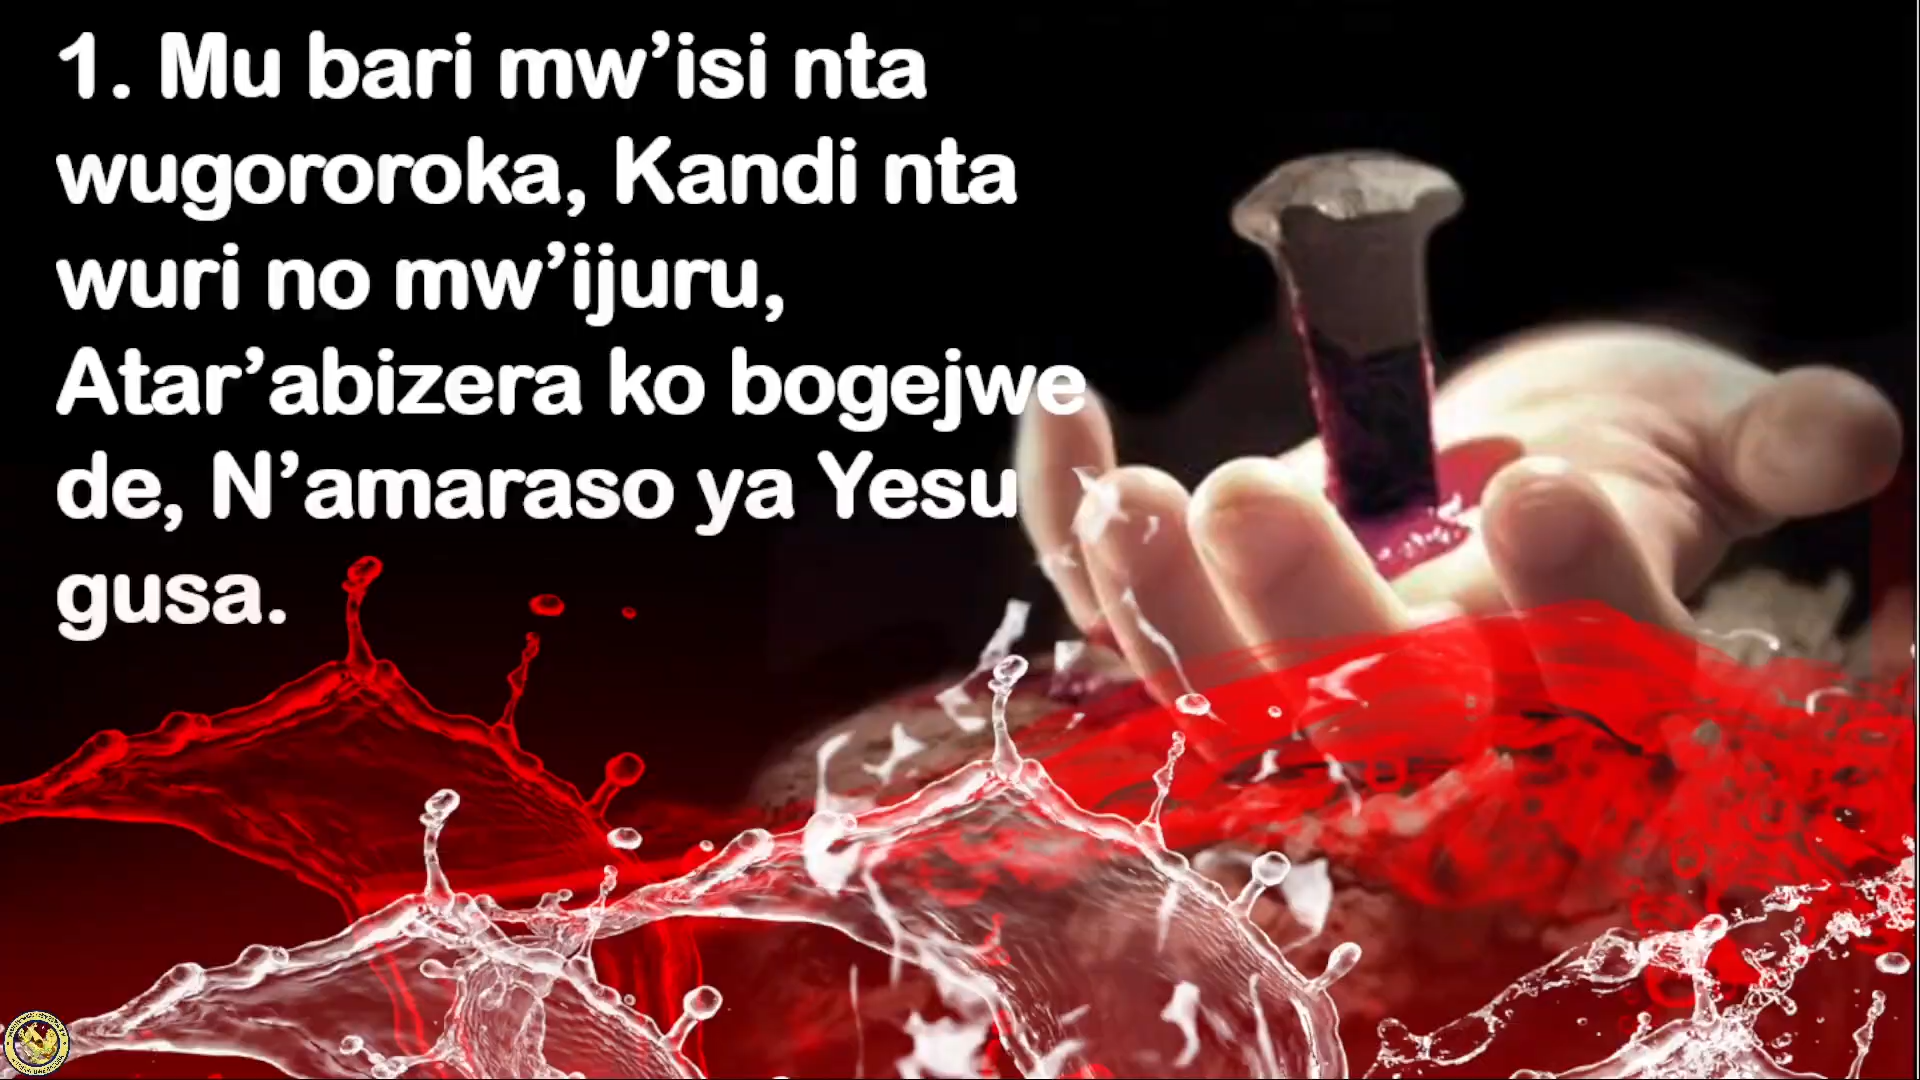 1. Mu bari mw’isi nta
wugororoka, Kandi nta
wuri no mw’ijuru,
Atar’abizera ko bogejwe
de, N’amaraso ya Yesu
gusa.